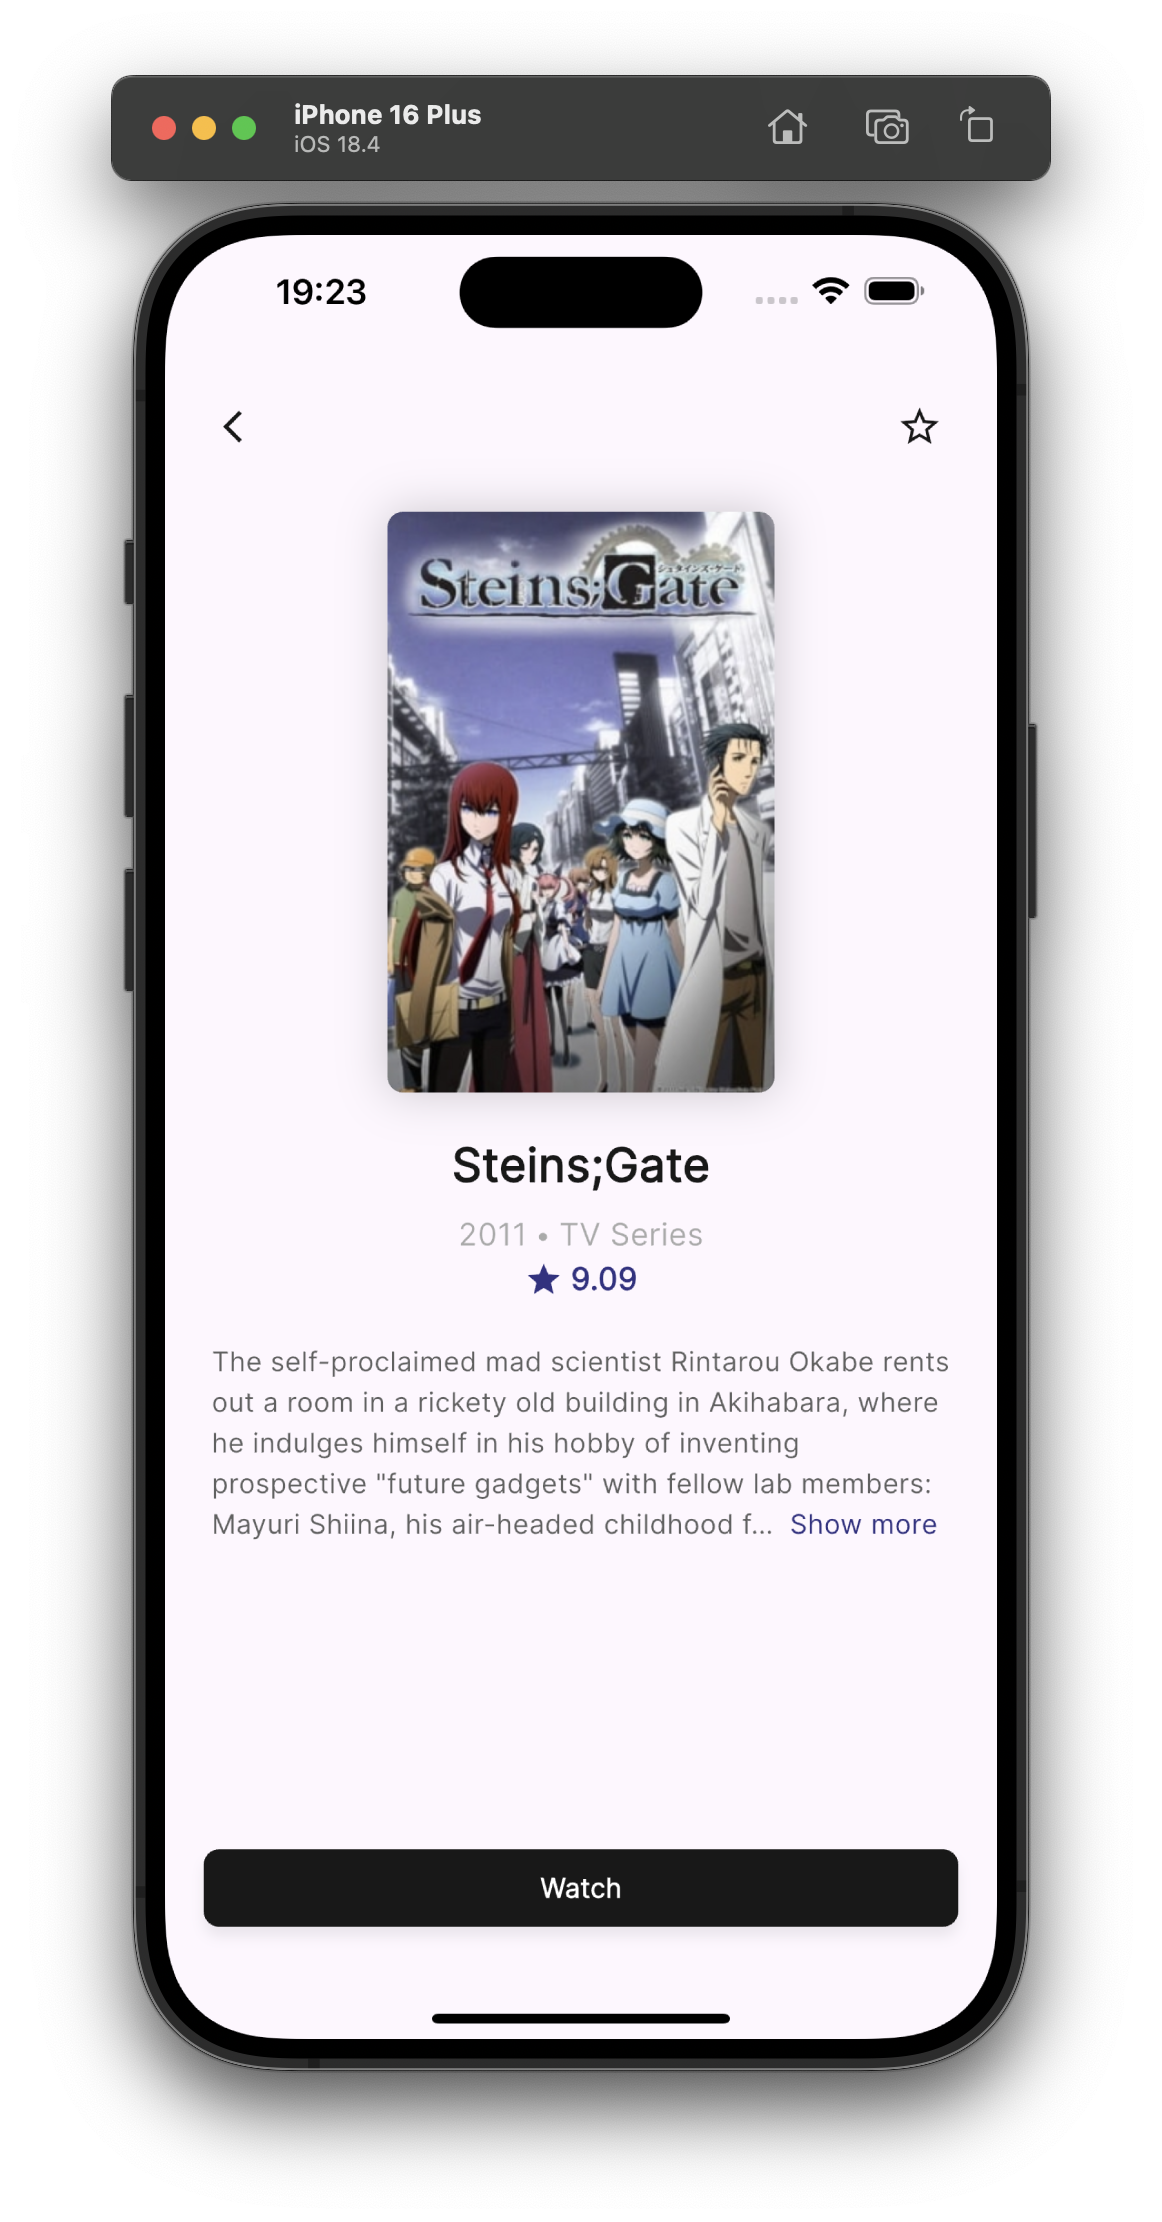 iPhone 16 Plus
iOS 18.4
19:23
Steins;Gate
シュタインズ・ゲート
Steins;Gate
2011 • TV Series
9.09
The self-proclaimed mad scientist Rintarou Okabe rents
out a room in a rickety old building in Akihabara, where
he indulges himself in his hobby of inventing
prospective "future gadgets" with fellow lab members:
Mayuri Shiina, his air-headed childhood f... Show more
Watch